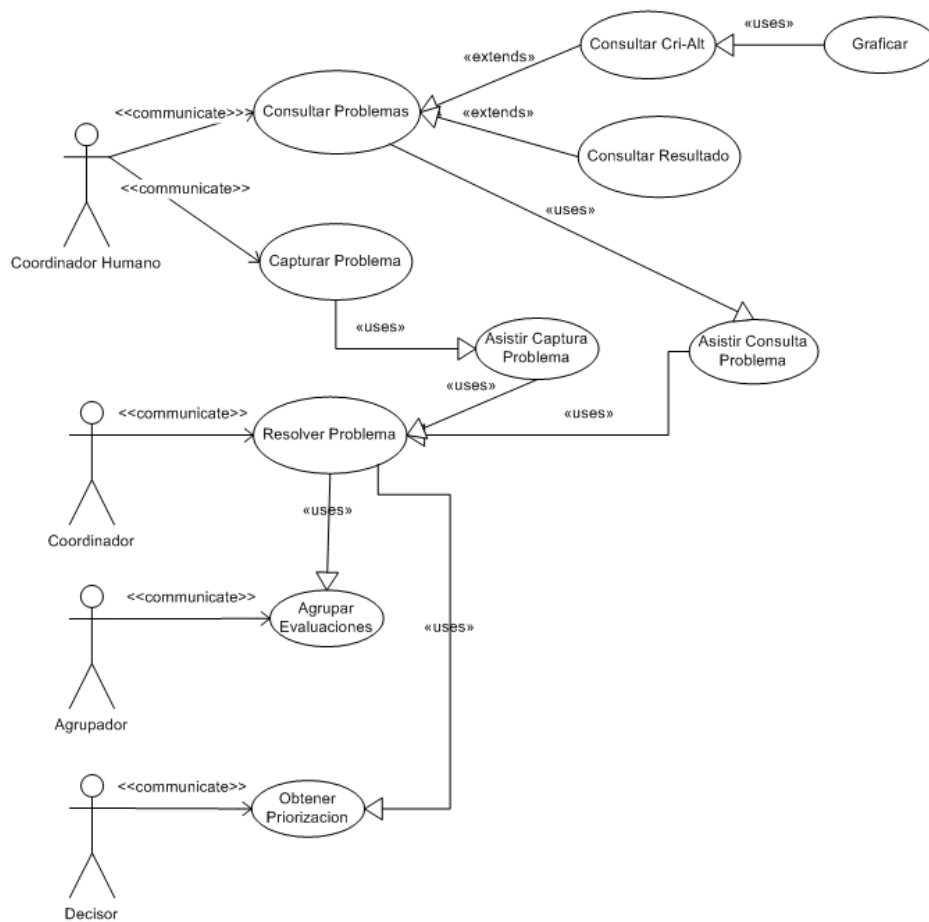 Consultar Cri-Alt
«uses»
Graficar
«extends»
<<communicate>>
Consultar Problemas
«extends»
Consultar Resultado
<<communicate>>
«uses»
Coordinador Humano
Capturar Problema
«uses»
Asistir Captura
Problema
Asistir Consulta
Problema
«uses»
<<communicate>>
«uses»
Resolver Problema
«uses»
Coordinador
<<communicate>>
Agrupar
Evaluaciones
«uses»
Agrupador
<<communicate>>
Obtener
Priorizacion
Decisor